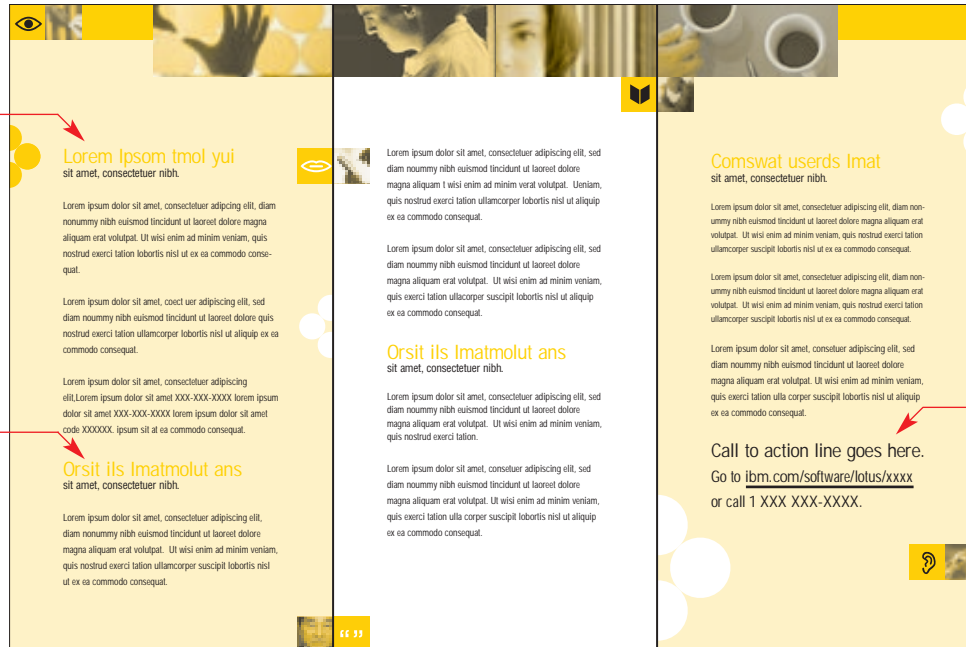 Lorem Ipsom tmol yui
sit amet, consectetuer nibh.
Lorem ipsum dolor sit amet, consectetuer adipcing elit, diam
nonummy nibh euismod tincidunt ut laoreet dolore magna
aliquam erat volutpat. Ut wisi enim ad minim veniam, quis
nostrud exerci tation lobortis nisl ut ex ea commodo conse-
quat.
Lorem ipsum dolor sit amet, coect uer adipiscing elit, sed
diam noummy nibh euismod tincidunt ut laoreet dolore quis
nostrud exerci tation ullamcorper lobortis nisl ut aliquip ex ea
commodo consequat.
Lorem ipsum dolor sit amet, consectetuer adipiscing
elit,Lorem ipsum dolor sit amet XXX-XXX-XXXX lorem ipsum
dolor sit amet XXX-XXX-XXXX lorem ipsum dolor sit amet
code XXXXXX. ipsum sit at ea commodo consequat.
Orsit ils Imatmolut ans
sit amet, consectetuer nibh.
Lorem ipsum dolor sit amet, consectetuer adipiscing elit,
diam nonummy nibh euismod tincidunt ut laoreet dolore
magna aliquam erat volutpat. Ut wisi enim ad minim veniam,
quis nostrud exerci tation ullamcorper suscipit lobortis nisl
ut ex ea commodo consequat.
Lorem ipsum dolor sit amet, consectetuer adipiscing elit, sed
diam noummy nibh euismod tincidunt ut laoreet dolore
magna aliquam t wisi enim ad minim verat volutpat. Ueniam,
quis nostrud exerci tation ullamcorper suscipit lobortis nisl ut aliquip
ex ea commodo consequat.
Lorem ipsum dolor sit amet, consectetuer adipiscing elit, sed
diam noummy nibh euismod tincidunt ut laoreet dolore
magna aliquam erat volutpat. Ut wisi enim ad minim veniam,
quis exerci tation ullacorper suscipit lobortis nisl ut aliquip
ex ea commodo consequat.
Orsit ils Imatmolut ans
sit amet, consectetuer nibh.
Lorem ipsum dolor sit amet, consectetuer adipiscing elit, sed
diam noummy nibh euismod tincidunt ut laoreet dolore
magna aliquam erat volutpat. Ut wisi enim ad minim veniam,
quis nostrud exerci tation.
Lorem ipsum dolor sit amet, consetuer adipiscing elit, sed
diam noummy nibh euismod tincidunt ut laoreet dolore
magna aliquam erat volutpat. Ut wisi enim ad minim veniam,
quis exerci tation ulla corper suscipit lobortis nisl ut aliquip
ex ea commodo consequat.
“ ”
Comswat userds Imat
sit amet, consectetuer nibh.
Lorem ipsum dolor sit amet, consectetuer adipiscing elit, diam non-
ummy nibh euismod tincidunt ut laoreet dolore magna aliquam erat
volutpat. Ut wisi enim ad minim veniam, quis nostrud exerci tation
ullamcorper suscipit lobortis nisl ut aliquip ex ea commodo consequat.
Lorem ipsum dolor sit amet, consectetuer adipiscing elit, diam non-
ummy nibh euismod tincidunt ut laoreet dolore magna aliquam erat
volutpat. Ut wisi enim ad minim veniam, quis nostrud exerci tation
ullamcorper suscipit lobortis nisl ut aliquip ex ea commodo consequat.
Lorem ipsum dolor sit amet, consetuer adipiscing elit, sed
diam noummy nibh euismod tincidunt ut laoreet dolore
magna aliquam erat volutpat. Ut wisi enim ad minim veniam,
quis exerci tation ulla corper suscipit lobortis nisl ut aliquip
ex ea commodo consequat.
Call to action line goes here.
Go to ibm.com/software/lotus/xxxx
or call 1 XXX XXX-XXXX.